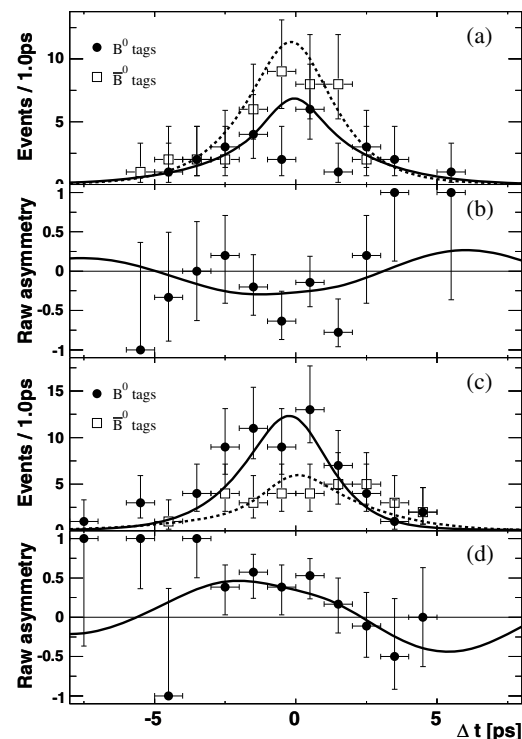 Events / 1.0ps
10
5
0
(a)
B⁰ tags
B̅⁰ tags
Raw asymmetry
1
0.5
0
-0.5
-1
(b)
Events / 1.0ps
15
10
5
0
(c)
B⁰ tags
B̅⁰ tags
Raw asymmetry
1
0.5
0
-0.5
-1
(d)
-5 0 5
Δ t [ps]